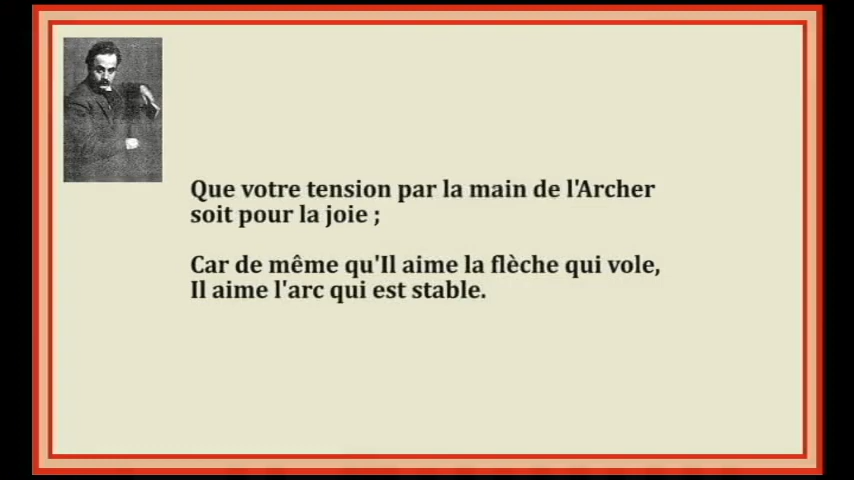 Que votre tension par la main de l'Archer
soit pour la joie ;
Car de même qu'Il aime la flèche qui vole,
Il aime l'arc qui est stable.